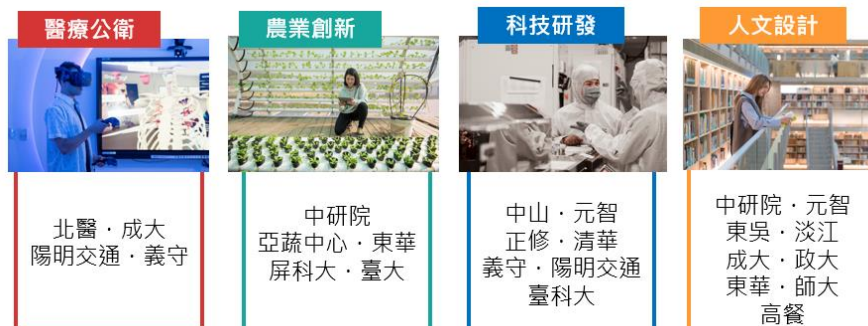 醫療公衛
北醫・成大
陽明交通・義守
農業創新
中研院
亞蔬中心・東華
屏科大・臺大
科技研發
中山・元智
正修・清華
義守・陽明交通
臺科大
人文設計
中研院・元智
東吳・淡江
成大・政大
東華・師大
高餐